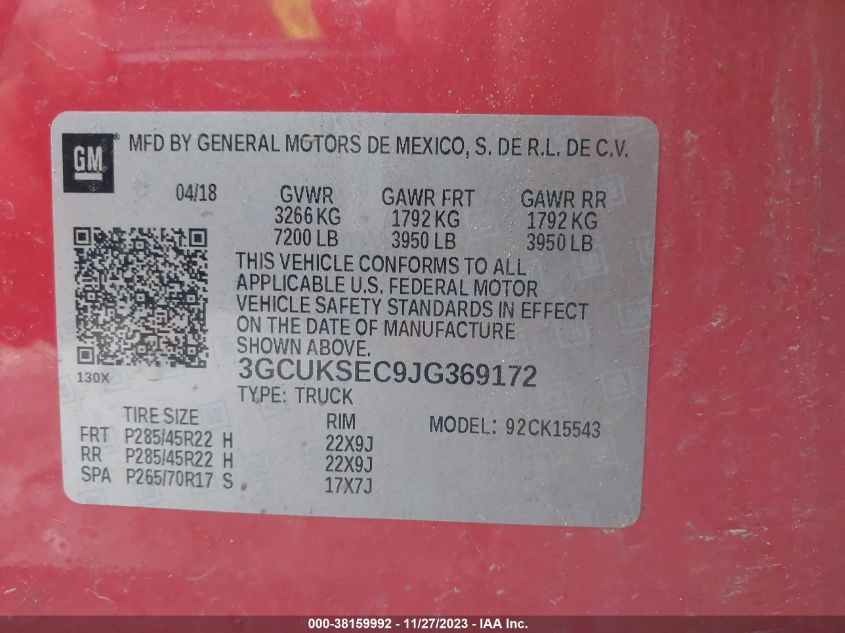 GM ® MFD BY GENERAL MOTORS DE MEXICO, S. DE R.L. DE C.V.
04/18 GVWR GAWR FRT GAWR RR
3266 KG 1792 KG 1792 KG
7200 LB 3950 LB 3950 LB
THIS VEHICLE CONFORMS TO ALL
APPLICABLE U.S. FEDERAL MOTOR
VEHICLE SAFETY STANDARDS IN EFFECT
ON THE DATE OF MANUFACTURE
SHOWN ABOVE.
130X 3GCUKSEC9JG369172
TYPE: TRUCK
TIRE SIZE RIM MODEL: 92CK15543
FRT P285/45R22 H 22X9J
RR P285/45R22 H 22X9J
SPA P265/70R17 S 17X7J
000-38159992 - 11/27/2023 - IAA Inc.